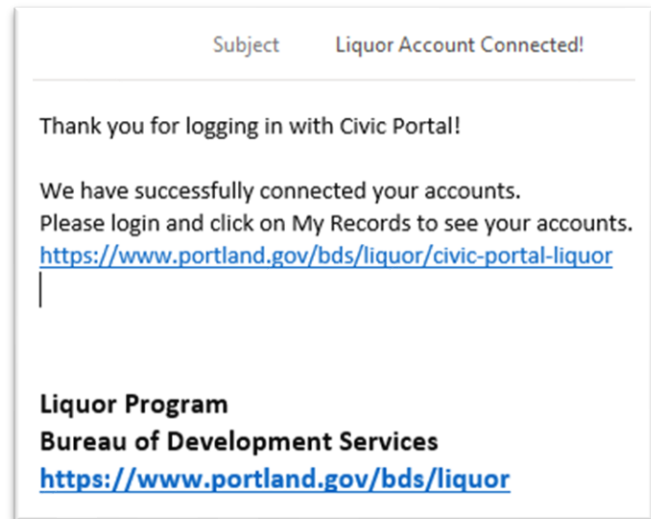 Subject Liquor Account Connected!
Thank you for logging in with Civic Portal!
We have successfully connected your accounts.
Please login and click on My Records to see your accounts.
https://www.portland.gov/bds/liquor/civic-portal-liquor
Liquor Program
Bureau of Development Services
https://www.portland.gov/bds/liquor